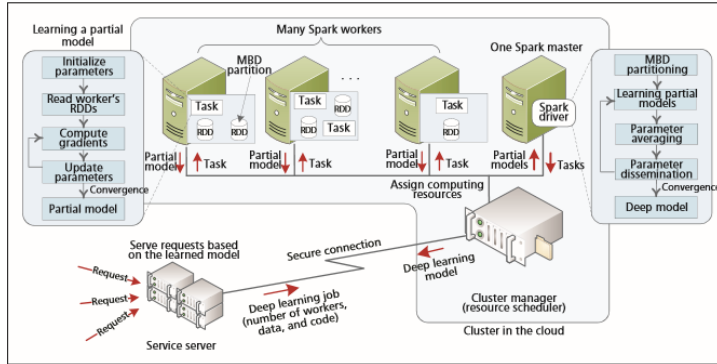 Learning a partial
model
Initialize
parameters
Read worker's
RDDs
Compute
gradients
Update
parameters
Convergence
Partial model
Many Spark workers
MBD
partition
Task
RDD
RDD
Task
RDD
RDD
Task
. . .
Task
RDD
One Spark master
Spark
driver
MBD
partitioning
Learning partial
models
Parameter
averaging
Parameter
dissemination
Convergence
Deep model
Partial
model
Task
Partial
model
Task
Partial
model
Task
Partial
models
Tasks
Assign computing
resources
Serve requests based
on the learned model
Request
Request
Request
Service server
Secure connection
Deep learning
model
Deep learning job
(number of workers,
data, and code)
Cluster manager
(resource scheduler)
Cluster in the cloud